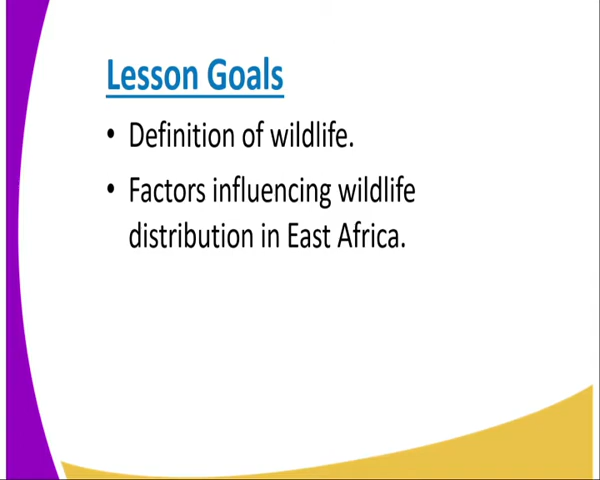 Lesson Goals
• Definition of wildlife.
• Factors influencing wildlife
distribution in East Africa.